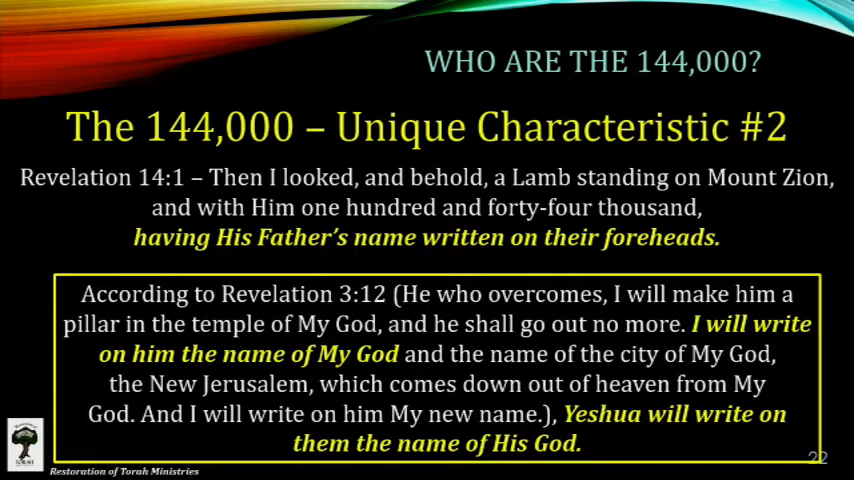 WHO ARE THE 144,000?
The 144,000 – Unique Characteristic #2
Revelation 14:1 – Then I looked, and behold, a Lamb standing on Mount Zion,
and with Him one hundred and forty-four thousand,
having His Father's name written on their foreheads.
According to Revelation 3:12 (He who overcomes, I will make him a
pillar in the temple of My God, and he shall go out no more. I will write
on him the name of My God and the name of the city of My God,
the New Jerusalem, which comes down out of heaven from My
God. And I will write on him My new name.), Yeshua will write on
them the name of His God.
22
TORAH
Restoration of Torah Ministries